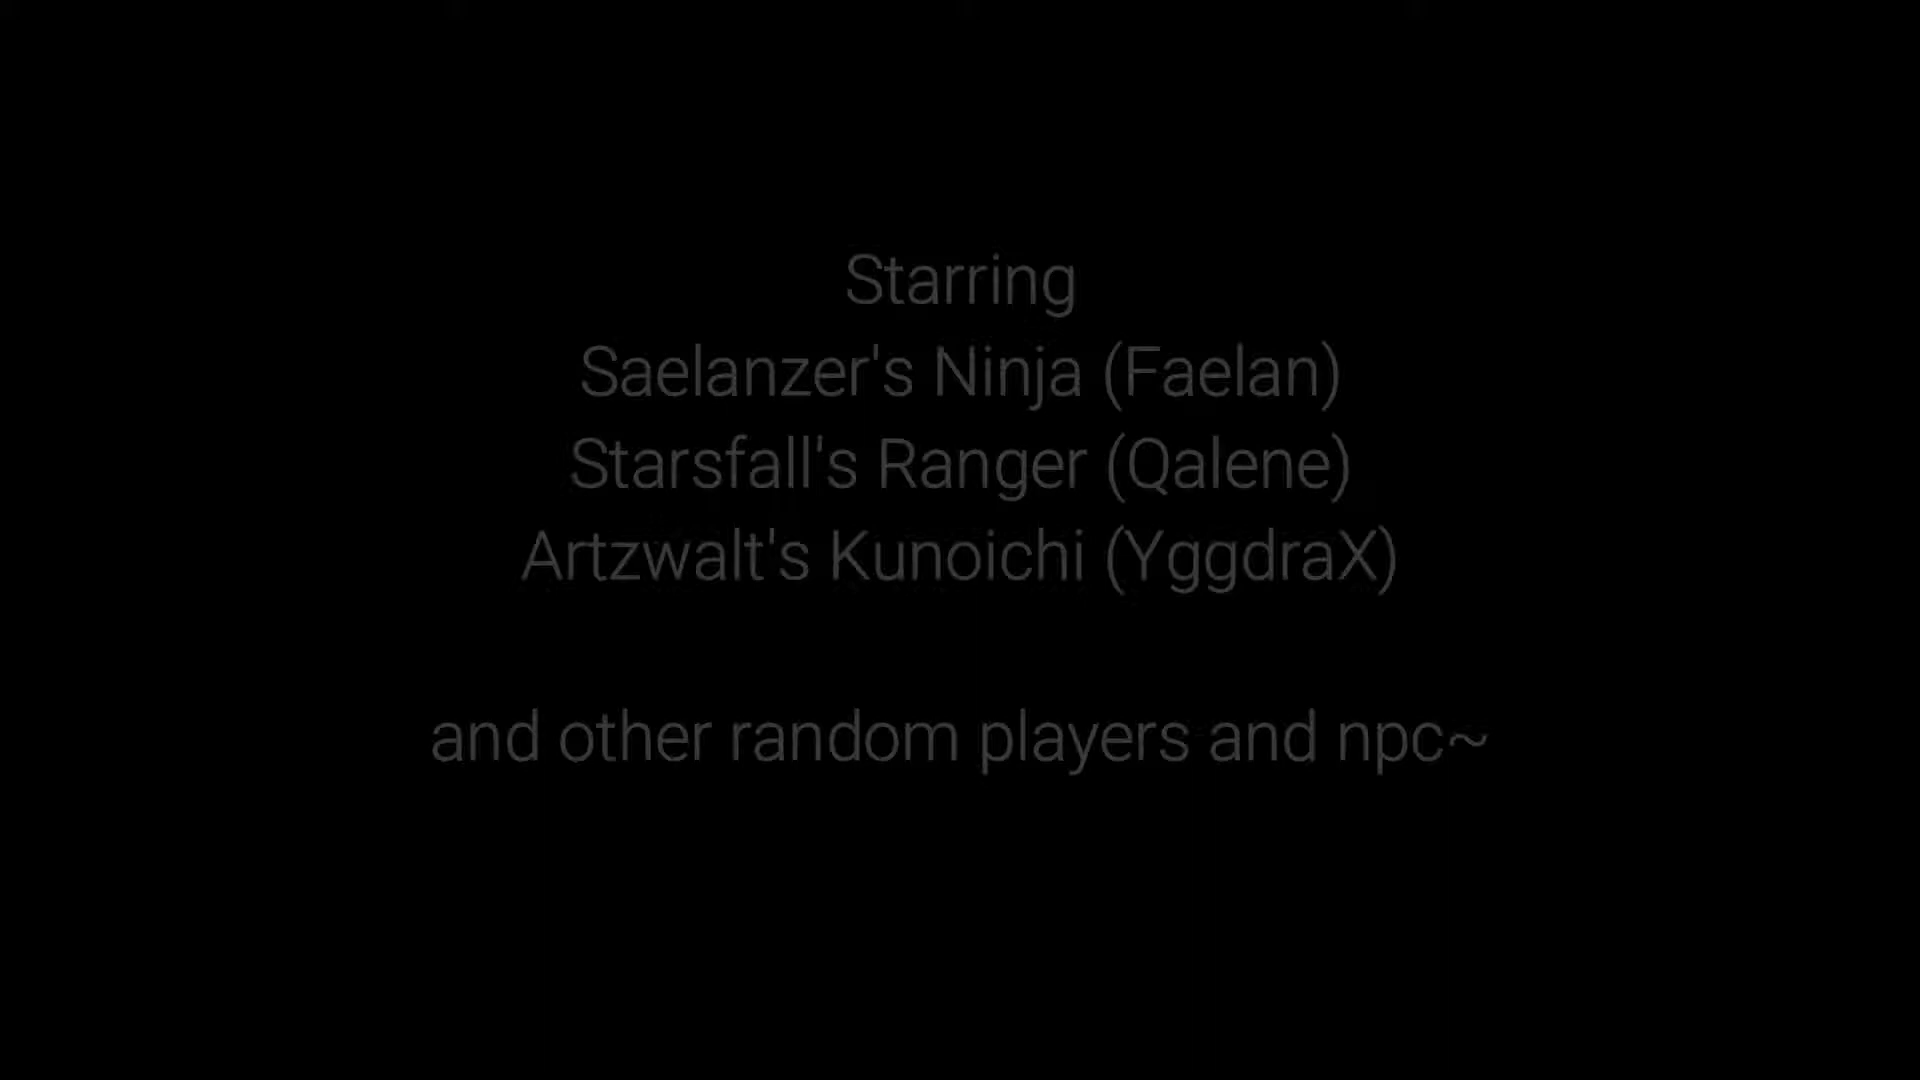 Starring
Saelanzer's Ninja (Faelan)
Starsfall's Ranger (Qalene)
Artzwalt's Kunoichi (YggdraX)
and other random players and npc~